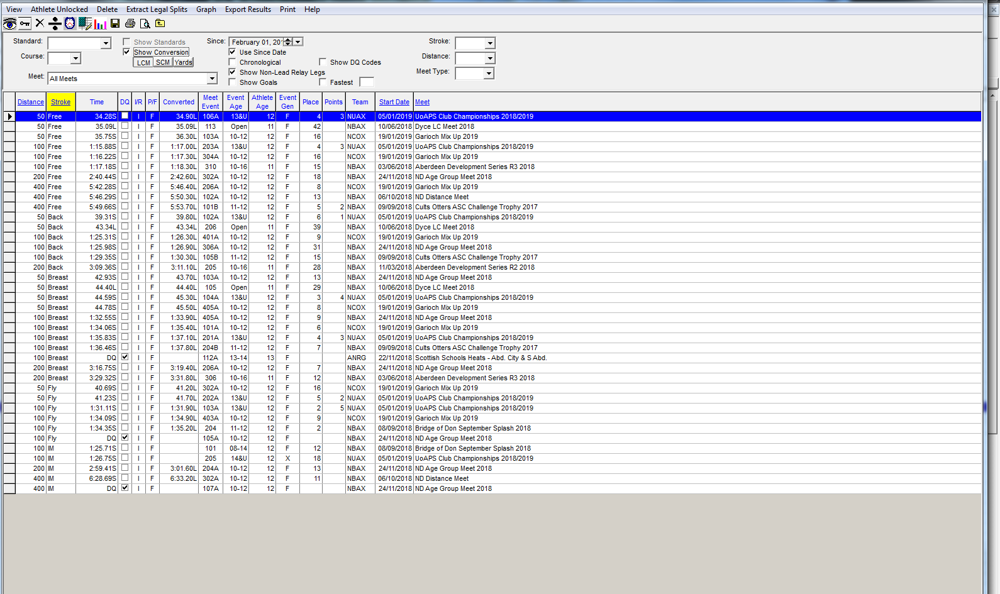 View Athlete Unlocked Delete Extract Legal Splits Graph Export Results Print Help
Standard: Show Standards Since: February 01, 20 Stroke:
Show Conversion Use Since Date
Course: LCM SCM Yards Chronological Show DQ Codes Distance:
Meet: All Meets Show Non-Lead Relay Legs Meet Type:
Show Goals Fastest
Distance Stroke Time DQ I/R P/F Converted Meet Event Event Age Athlete Age Event Gen Place Points Team Start Date Meet
50 Free 34.28S I F 34.90L 106A 13&U 12 F 4 3 NUAX 05/01/2019 UoAPS Club Championships 2018/2019
50 Free 35.09L I F 35.09L 113 Open 11 F 42 NBAX 10/06/2018 Dyce LC Meet 2018
50 Free 35.75S I F 36.30L 103A 10-12 12 F 16 NCOX 19/01/2019 Garioch Mix Up 2019
100 Free 1:15.88S I F 1:17.00L 203A 13&U 12 F 4 3 NUAX 05/01/2019 UoAPS Club Championships 2018/2019
100 Free 1:16.22S I F 1:17.30L 304A 10-12 12 F 16 NCOX 19/01/2019 Garioch Mix Up 2019
100 Free 1:17.18S I F 1:18.30L 310 10-16 11 F 15 NBAX 03/06/2018 Aberdeen Development Series R3 2018
200 Free 2:40.44S I F 2:42.60L 302A 10-12 12 F 18 NBAX 24/11/2018 ND Age Group Meet 2018
400 Free 5:42.28S I F 5:46.40L 206A 10-12 12 F 8 NCOX 19/01/2019 Garioch Mix Up 2019
400 Free 5:46.29S I F 5:50.30L 102A 10-12 12 F 13 NBAX 06/10/2018 ND Distance Meet
400 Free 5:49.66S I F 5:53.70L 101B 11-12 12 F 5 2 NBAX 09/09/2018 Cults Otters ASC Challenge Trophy 2017
50 Back 39.31S I F 39.80L 102A 13&U 12 F 6 1 NUAX 05/01/2019 UoAPS Club Championships 2018/2019
50 Back 43.34L I F 43.34L 206 Open 11 F 39 NBAX 10/06/2018 Dyce LC Meet 2018
100 Back 1:25.31S I F 1:26.30L 401A 10-12 12 F 9 NCOX 19/01/2019 Garioch Mix Up 2019
100 Back 1:25.98S I F 1:26.90L 306A 10-12 12 F 31 NBAX 24/11/2018 ND Age Group Meet 2018
100 Back 1:29.35S I F 1:30.30L 105B 11-12 12 F 15 NBAX 09/09/2018 Cults Otters ASC Challenge Trophy 2017
200 Back 3:09.36S I F 3:11.10L 205 10-16 11 F 28 NBAX 11/03/2018 Aberdeen Development Series R2 2018
50 Breast 42.93S I F 43.70L 103A 10-12 12 F 13 NBAX 24/11/2018 ND Age Group Meet 2018
50 Breast 44.40L I F 44.40L 105 Open 11 F 29 NBAX 10/06/2018 Dyce LC Meet 2018
50 Breast 44.59S I F 45.30L 104A 13&U 12 F 3 4 NUAX 05/01/2019 UoAPS Club Championships 2018/2019
50 Breast 44.78S I F 45.50L 405A 10-12 12 F 8 NCOX 19/01/2019 Garioch Mix Up 2019
100 Breast 1:32.55S I F 1:33.90L 405A 10-12 12 F 9 NBAX 24/11/2018 ND Age Group Meet 2018
100 Breast 1:34.06S I F 1:35.40L 101A 10-12 12 F 6 NCOX 19/01/2019 Garioch Mix Up 2019
100 Breast 1:35.83S I F 1:37.10L 201A 13&U 12 F 4 3 NUAX 05/01/2019 UoAPS Club Championships 2018/2019
100 Breast 1:36.46S I F 1:37.80L 204B 11-12 12 F 7 NBAX 09/09/2018 Cults Otters ASC Challenge Trophy 2017
100 Breast DQ I F 112A 13-14 13 F ANRG 22/11/2018 Scottish Schools Heats - Abd. City & S Abd.
200 Breast 3:16.75S I F 3:19.40L 206A 10-12 12 F 7 NBAX 24/11/2018 ND Age Group Meet 2018
200 Breast 3:29.32S I F 3:31.80L 306 10-16 11 F 12 NBAX 03/06/2018 Aberdeen Development Series R3 2018
50 Fly 40.69S I F 41.20L 302A 10-12 12 F 16 NCOX 19/01/2019 Garioch Mix Up 2019
50 Fly 41.23S I F 41.70L 202A 13&U 12 F 5 2 NUAX 05/01/2019 UoAPS Club Championships 2018/2019
100 Fly 1:31.11S I F 1:31.90L 103A 13&U 12 F 2 5 NUAX 05/01/2019 UoAPS Club Championships 2018/2019
100 Fly 1:34.09S I F 1:34.90L 403A 10-12 12 F 9 NCOX 19/01/2019 Garioch Mix Up 2019
100 Fly 1:34.35S I F 1:35.20L 204 11-12 12 F 2 NBAX 08/09/2018 Bridge of Don September Splash 2018
100 Fly DQ I F 105A 10-12 12 F NBAX 24/11/2018 ND Age Group Meet 2018
100 IM 1:25.71S I F 101 08-14 12 F 12 NBAX 08/09/2018 Bridge of Don September Splash 2018
100 IM 1:26.75S I F 205 14&U 12 X 18 NUAX 05/01/2019 UoAPS Club Championships 2018/2019
200 IM 2:59.41S I F 3:01.60L 204A 10-12 12 F 13 NBAX 24/11/2018 ND Age Group Meet 2018
400 IM 6:28.69S I F 6:33.20L 302A 10-12 12 F 11 NBAX 06/10/2018 ND Distance Meet
400 IM DQ I F 107A 10-12 12 F NBAX 24/11/2018 ND Age Group Meet 2018